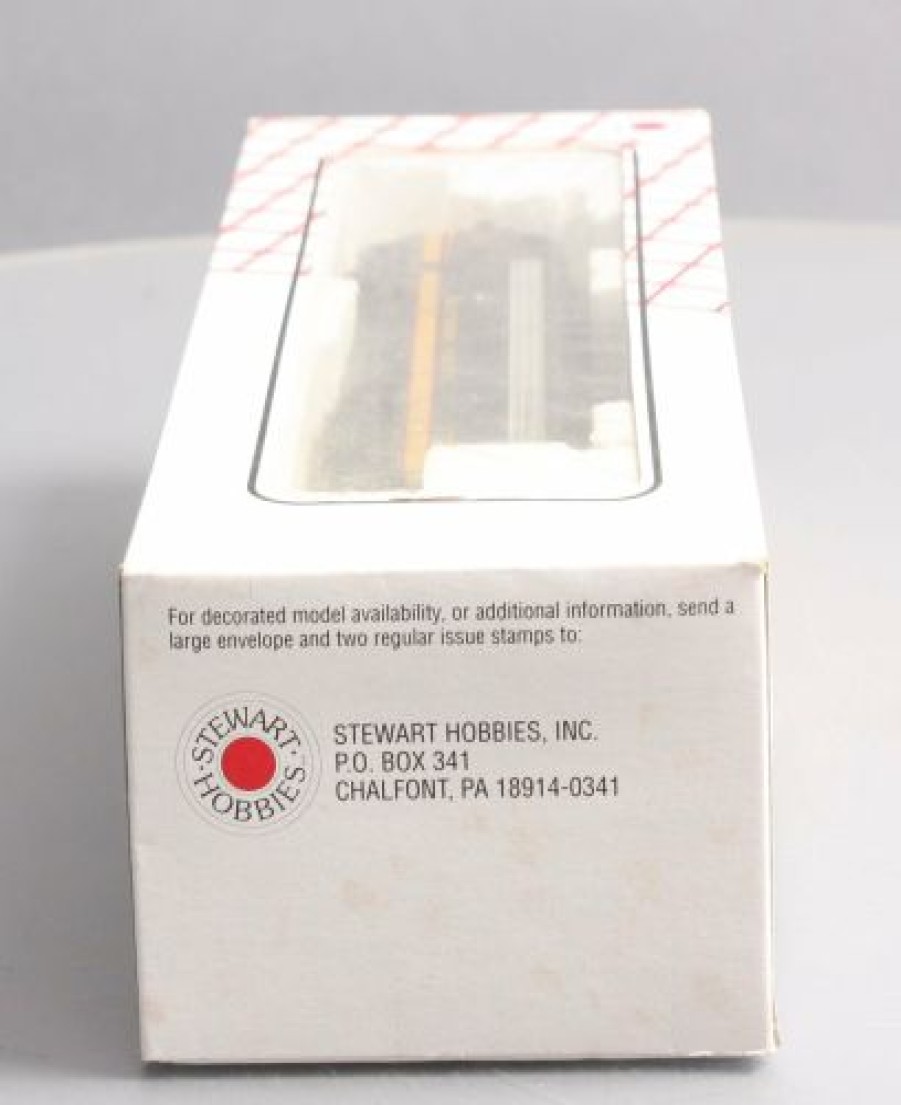 For decorated model availability, or additional information, send a
large envelope and two regular issue stamps to:
·STEWART·
HOBBIES
STEWART HOBBIES, INC.
P.O. BOX 341
CHALFONT, PA 18914-0341